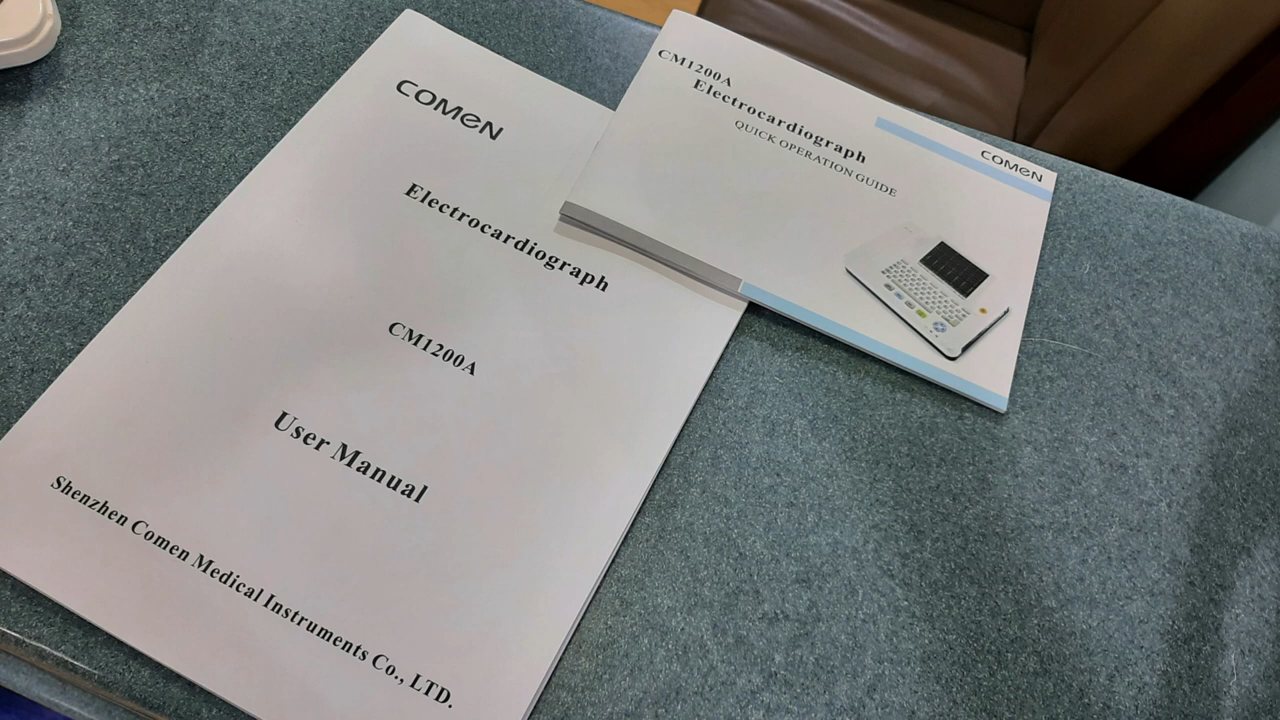 COMEN
Electrocardiograph
CM1200A
User Manual
Shenzhen Comen Medical Instruments Co., LTD.
CM1200A
Electrocardiograph
QUICK OPERATION GUIDE
COMEN